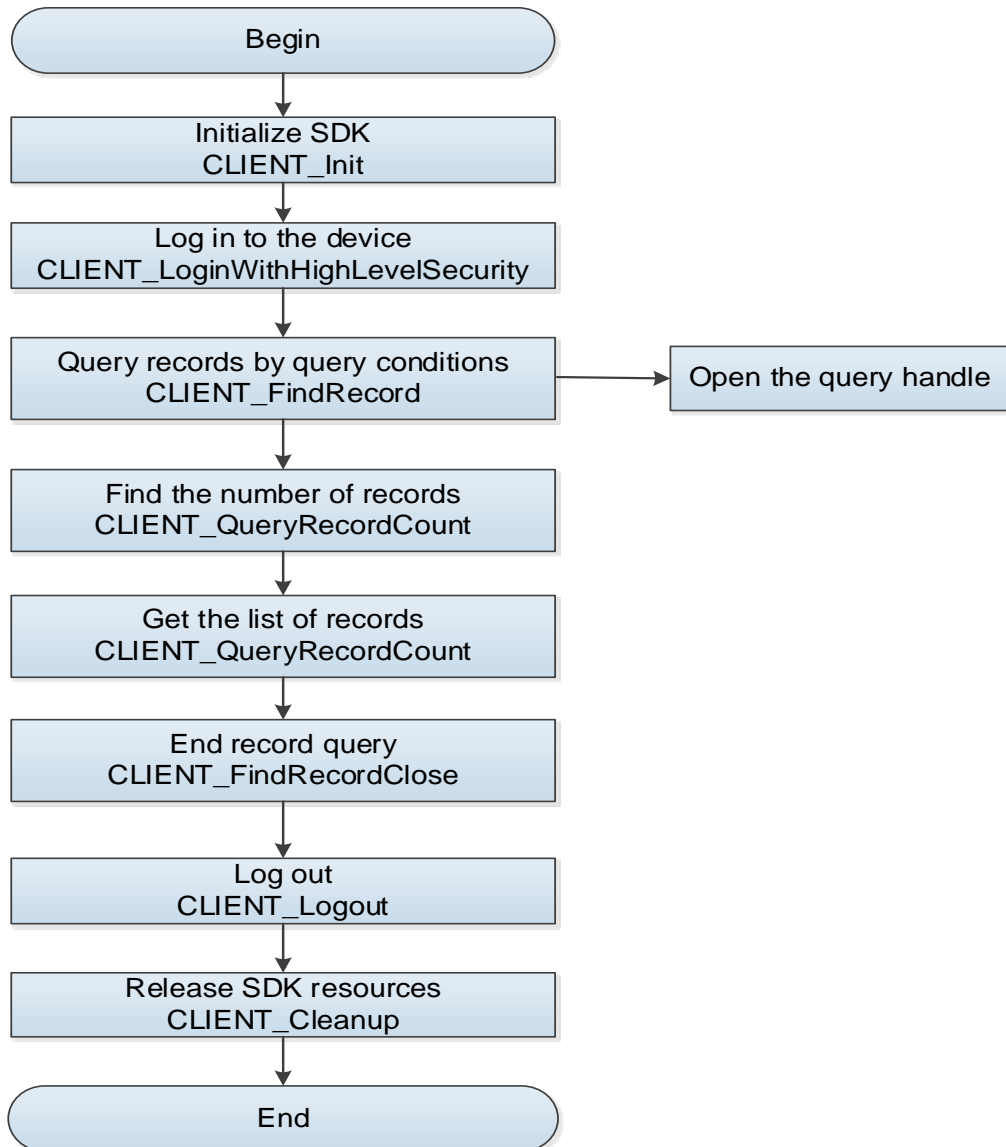 Begin
Initialize SDK
CLIENT_Init
Log in to the device
CLIENT_LoginWithHighLevelSecurity
Query records by query conditions
CLIENT_FindRecord
Open the query handle
Find the number of records
CLIENT_QueryRecordCount
Get the list of records
CLIENT_QueryRecordCount
End record query
CLIENT_FindRecordClose
Log out
CLIENT_Logout
Release SDK resources
CLIENT_Cleanup
End